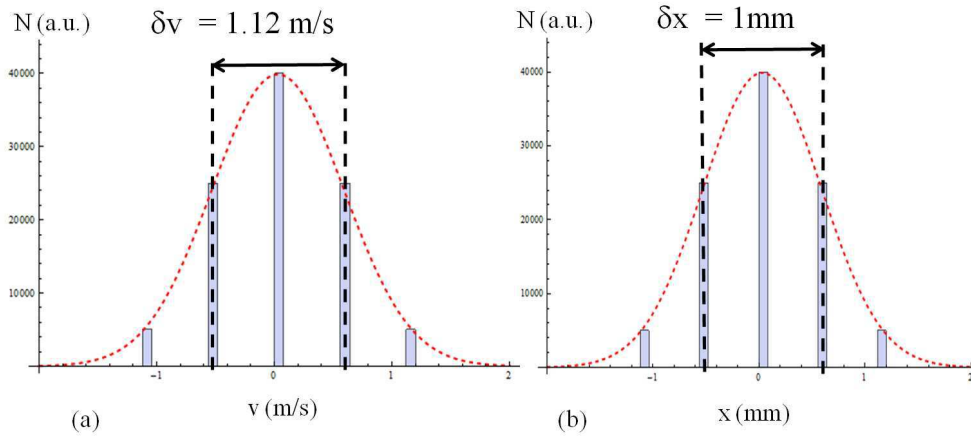 N (a.u.)
δv = 1.12 m/s
40000
30000
20000
10000
-1
0
1
2
(a)
v (m/s)
N (a.u.)
δx = 1mm
40000
30000
20000
10000
-1
0
1
2
(b)
x (mm)